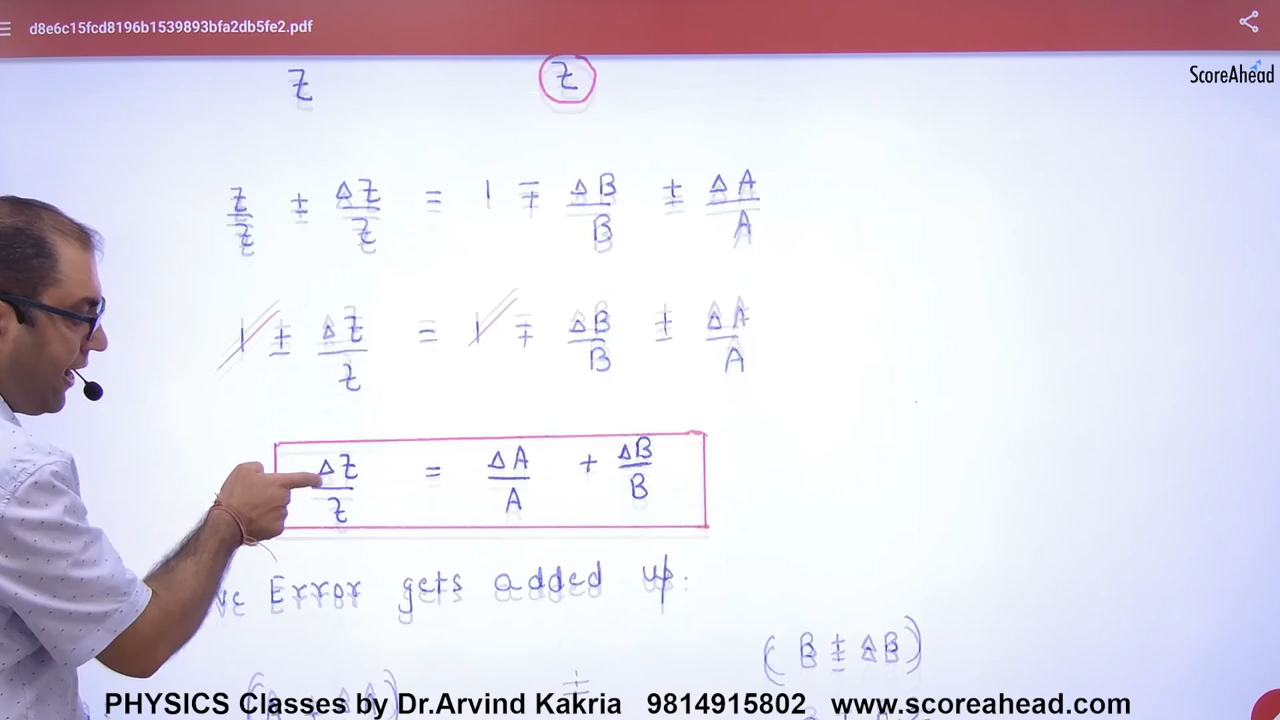 d8e6c15fcd8196b1539893bfa2db5fe2.pdf
ScoreAhead
Z Z
Z/Z ± ΔZ/Z = 1 ∓ ΔB/B ± ΔA/A
1 ± ΔZ/Z = 1 ∓ ΔB/B ± ΔA/A
ΔZ/Z = ΔA/A + ΔB/B
Error gets added up:
(B ± ΔB)
÷
PHYSICS Classes by Dr.Arvind Kakria 9814915802 www.scoreahead.com